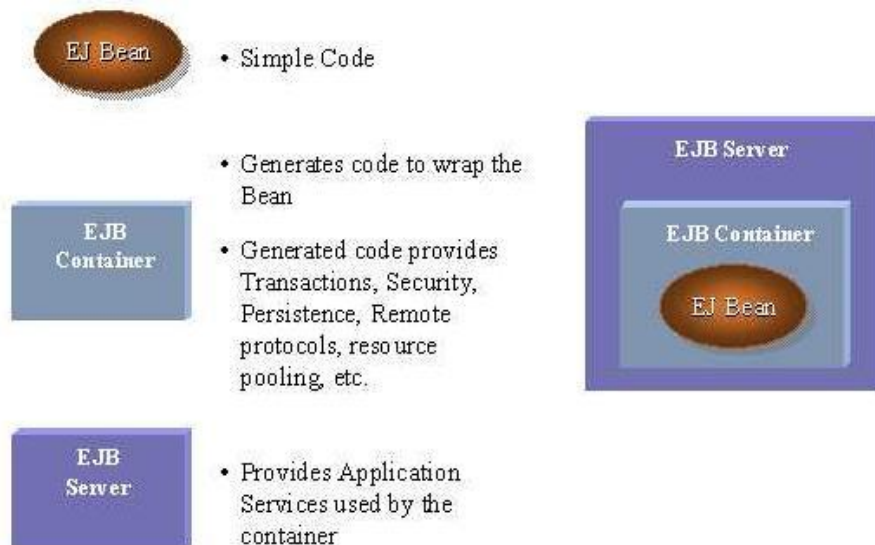 EJ Bean
• Simple Code
EJB
Container
• Generates code to wrap the
Bean
• Generated code provides
Transactions, Security,
Persistence, Remote
protocols, resource
pooling, etc.
EJB
Server
• Provides Application
Services used by the
container
EJB Server
EJB Container
EJ Bean